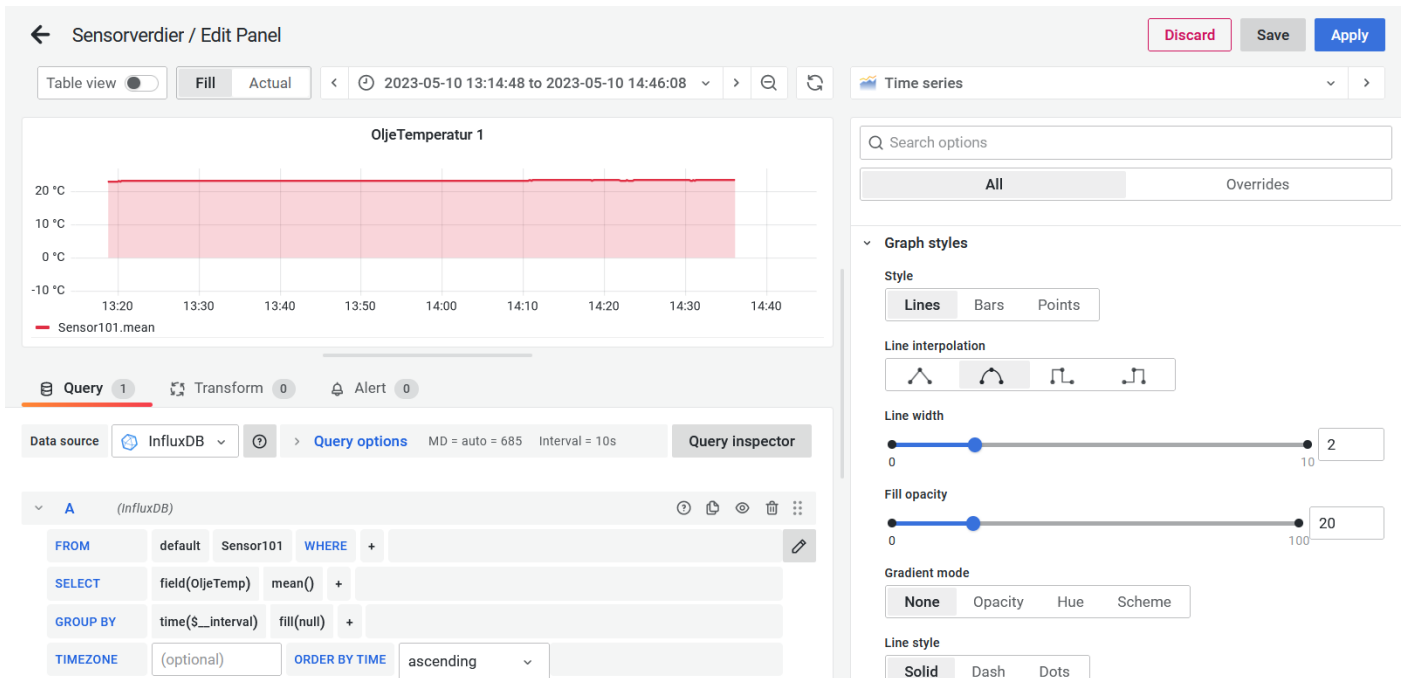 Sensorverdier / Edit Panel
Discard Save Apply
Table view Fill Actual 2023-05-10 13:14:48 to 2023-05-10 14:46:08 Time series
OljeTemperatur 1
20 °C
10 °C
0 °C
-10 °C
13:20 13:30 13:40 13:50 14:00 14:10 14:20 14:30 14:40
Sensor101.mean
Query 1 Transform 0 Alert 0
Data source InfluxDB Query options MD = auto = 685 Interval = 10s Query inspector
A (InfluxDB)
FROM default Sensor101 WHERE +
SELECT field(OljeTemp) mean() +
GROUP BY time($__interval) fill(null) +
TIMEZONE (optional) ORDER BY TIME ascending
Search options
All Overrides
Graph styles
Style
Lines Bars Points
Line interpolation
Line width
0 10 2
Fill opacity
0 100 20
Gradient mode
None Opacity Hue Scheme
Line style
Solid Dash Dots